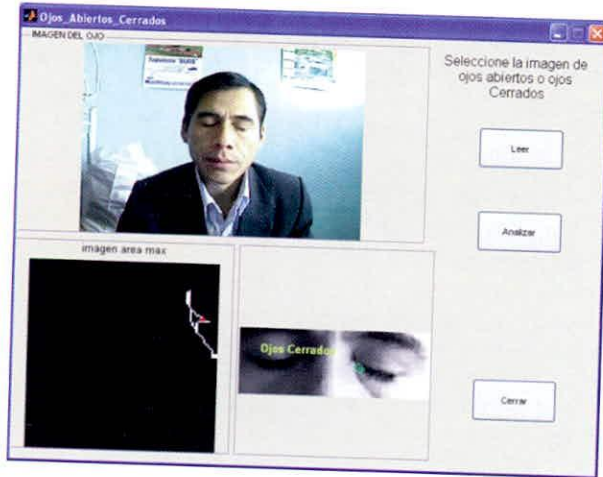 Ojos_Abiertos_Cerrados
IMAGEN DEL OJO
Seleccione la imagen de
ojos abiertos o ojos
Cerrados
Leer
Analizar
imagen area max
Ojos Cerrados
Cerrar